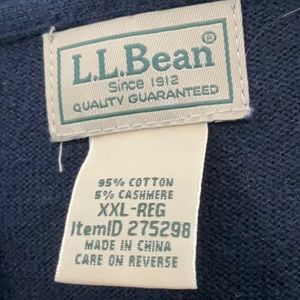 L.L.Bean®
Since 1912
QUALITY GUARANTEED
95% COTTON
5% CASHMERE
XXL-REG
ItemID 275298
MADE IN CHINA
CARE ON REVERSE